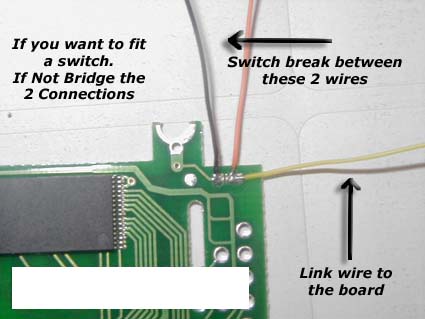 If you want to fit
a switch.
If Not Bridge the
2 Connections
Switch break between
these 2 wires
Link wire to
the board